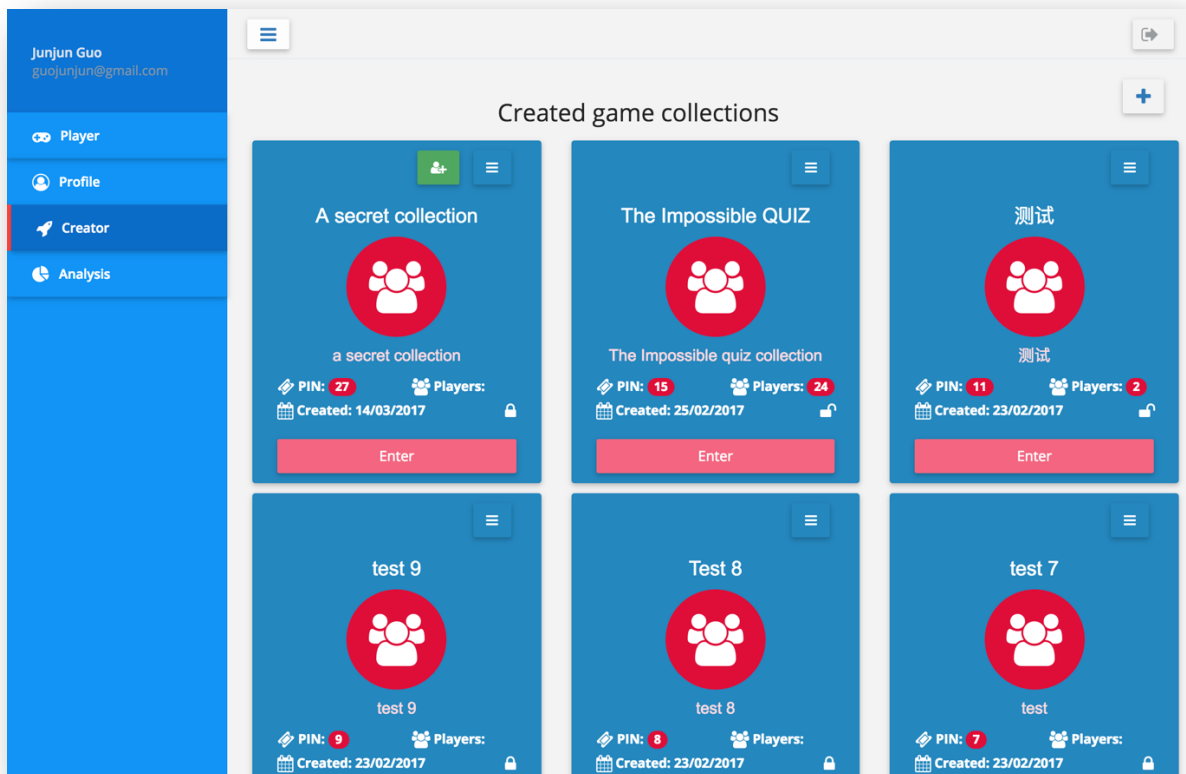 Junjun Guo
guojunjun@gmail.com
Player
Profile
Creator
Analysis
Created game collections
A secret collection
a secret collection
PIN: 27 Players:
Created: 14/03/2017
Enter
The Impossible QUIZ
The Impossible quiz collection
PIN: 15 Players: 24
Created: 25/02/2017
Enter
测试
测试
PIN: 11 Players: 2
Created: 23/02/2017
Enter
test 9
test 9
PIN: 9 Players:
Created: 23/02/2017
Test 8
test 8
PIN: 8 Players:
Created: 23/02/2017
test 7
test
PIN: 7 Players:
Created: 23/02/2017